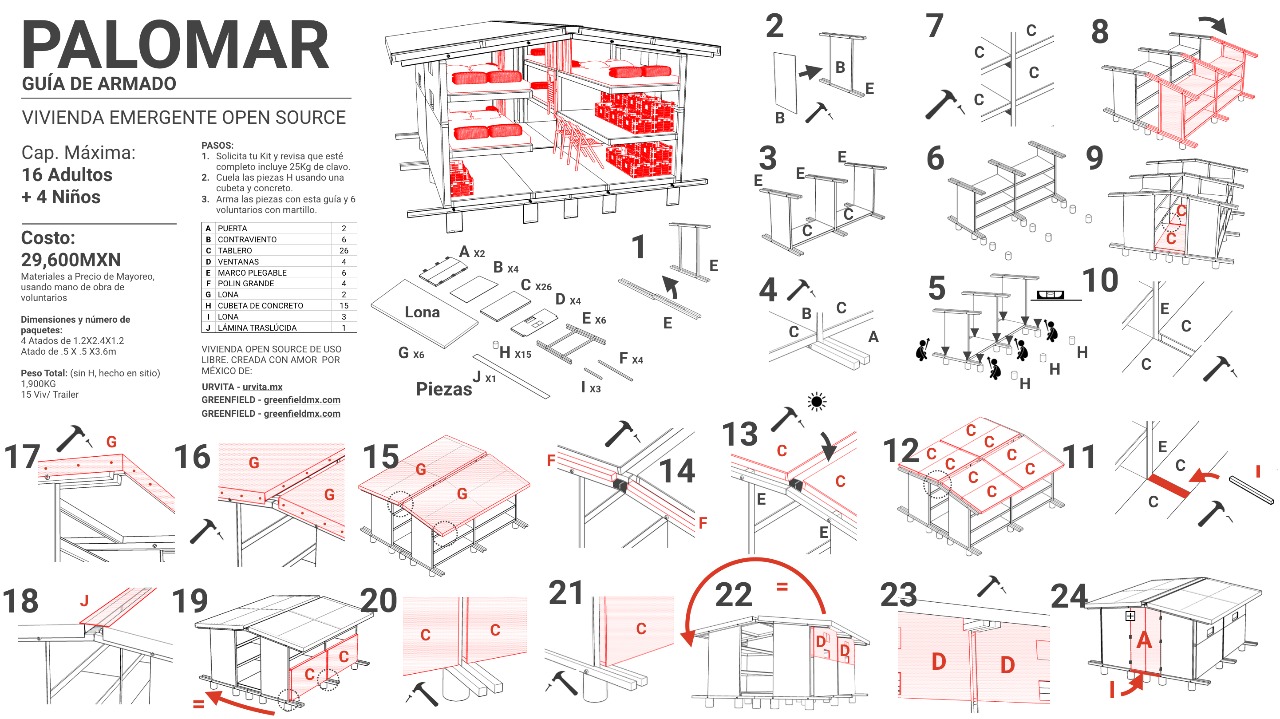 PALOMAR
GUÍA DE ARMADO
VIVIENDA EMERGENTE OPEN SOURCE
Cap. Máxima:
16 Adultos
+ 4 Niños
Costo:
29,600MXN
Materiales a Precio de Mayoreo,
usando mano de obra de
voluntarios
Dimensiones y número de
paquetes:
4 Atados de 1.2X2.4X1.2
Atado de .5 X .5 X3.6m
Peso Total: (sin H, hecho en sitio)
1,900KG
15 Viv/ Trailer
PASOS:
1. Solicita tu Kit y revisa que esté
completo incluye 25Kg de clavo.
2. Cuela las piezas H usando una
cubeta y concreto.
3. Arma las piezas con esta guía y 6
voluntarios con martillo.
A PUERTA 2
B CONTRAVIENTO 6
C TABLERO 26
D VENTANAS 4
E MARCO PLEGABLE 6
F POLIN GRANDE 4
G LONA 2
H CUBETA DE CONCRETO 15
I LONA 3
J LÁMINA TRASLÚCIDA 1
VIVIENDA OPEN SOURCE DE USO
LIBRE. CREADA CON AMOR POR
MÉXICO DE:
URVITA - urvita.mx
GREENFIELD - greenfieldmx.com
GREENFIELD - greenfieldmx.com
A X2
B X4
C X26
D X4
E X6
Lona
G X6
H X15
F X4
J X1
I X3
Piezas
1
E
E
2
B
E
B
7
C
C
C
8
3
E
E
E
C
C
6
9
C
C
4
B
C
C
A
5
H
H
H
10
E
C
C
17
G
16
G
G
15
G
G
14
F
F
13
C
C
E
E
12
C
C
C
C
C
C
C
C
11
E
C
C
I
18
J
19
C
C
=
20
C
C
21
C
22
=
D
D
23
D
D
24
A
I